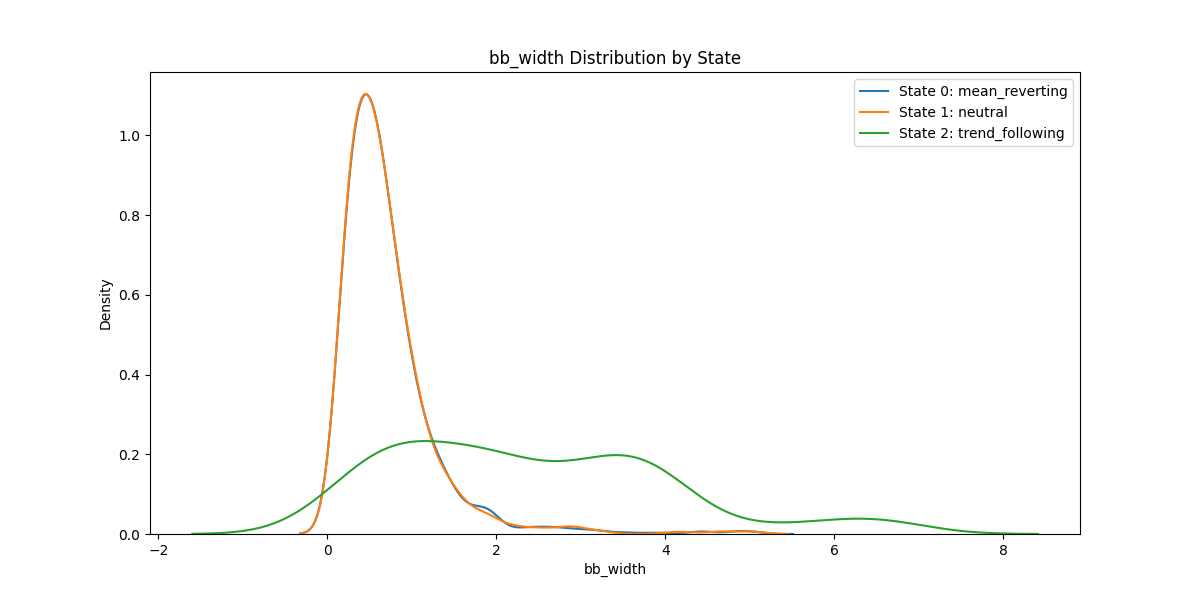 bb_width Distribution by State
State 0: mean_reverting
State 1: neutral
State 2: trend_following
Density
1.0
0.8
0.6
0.4
0.2
0.0
−2
0
2
4
6
8
bb_width